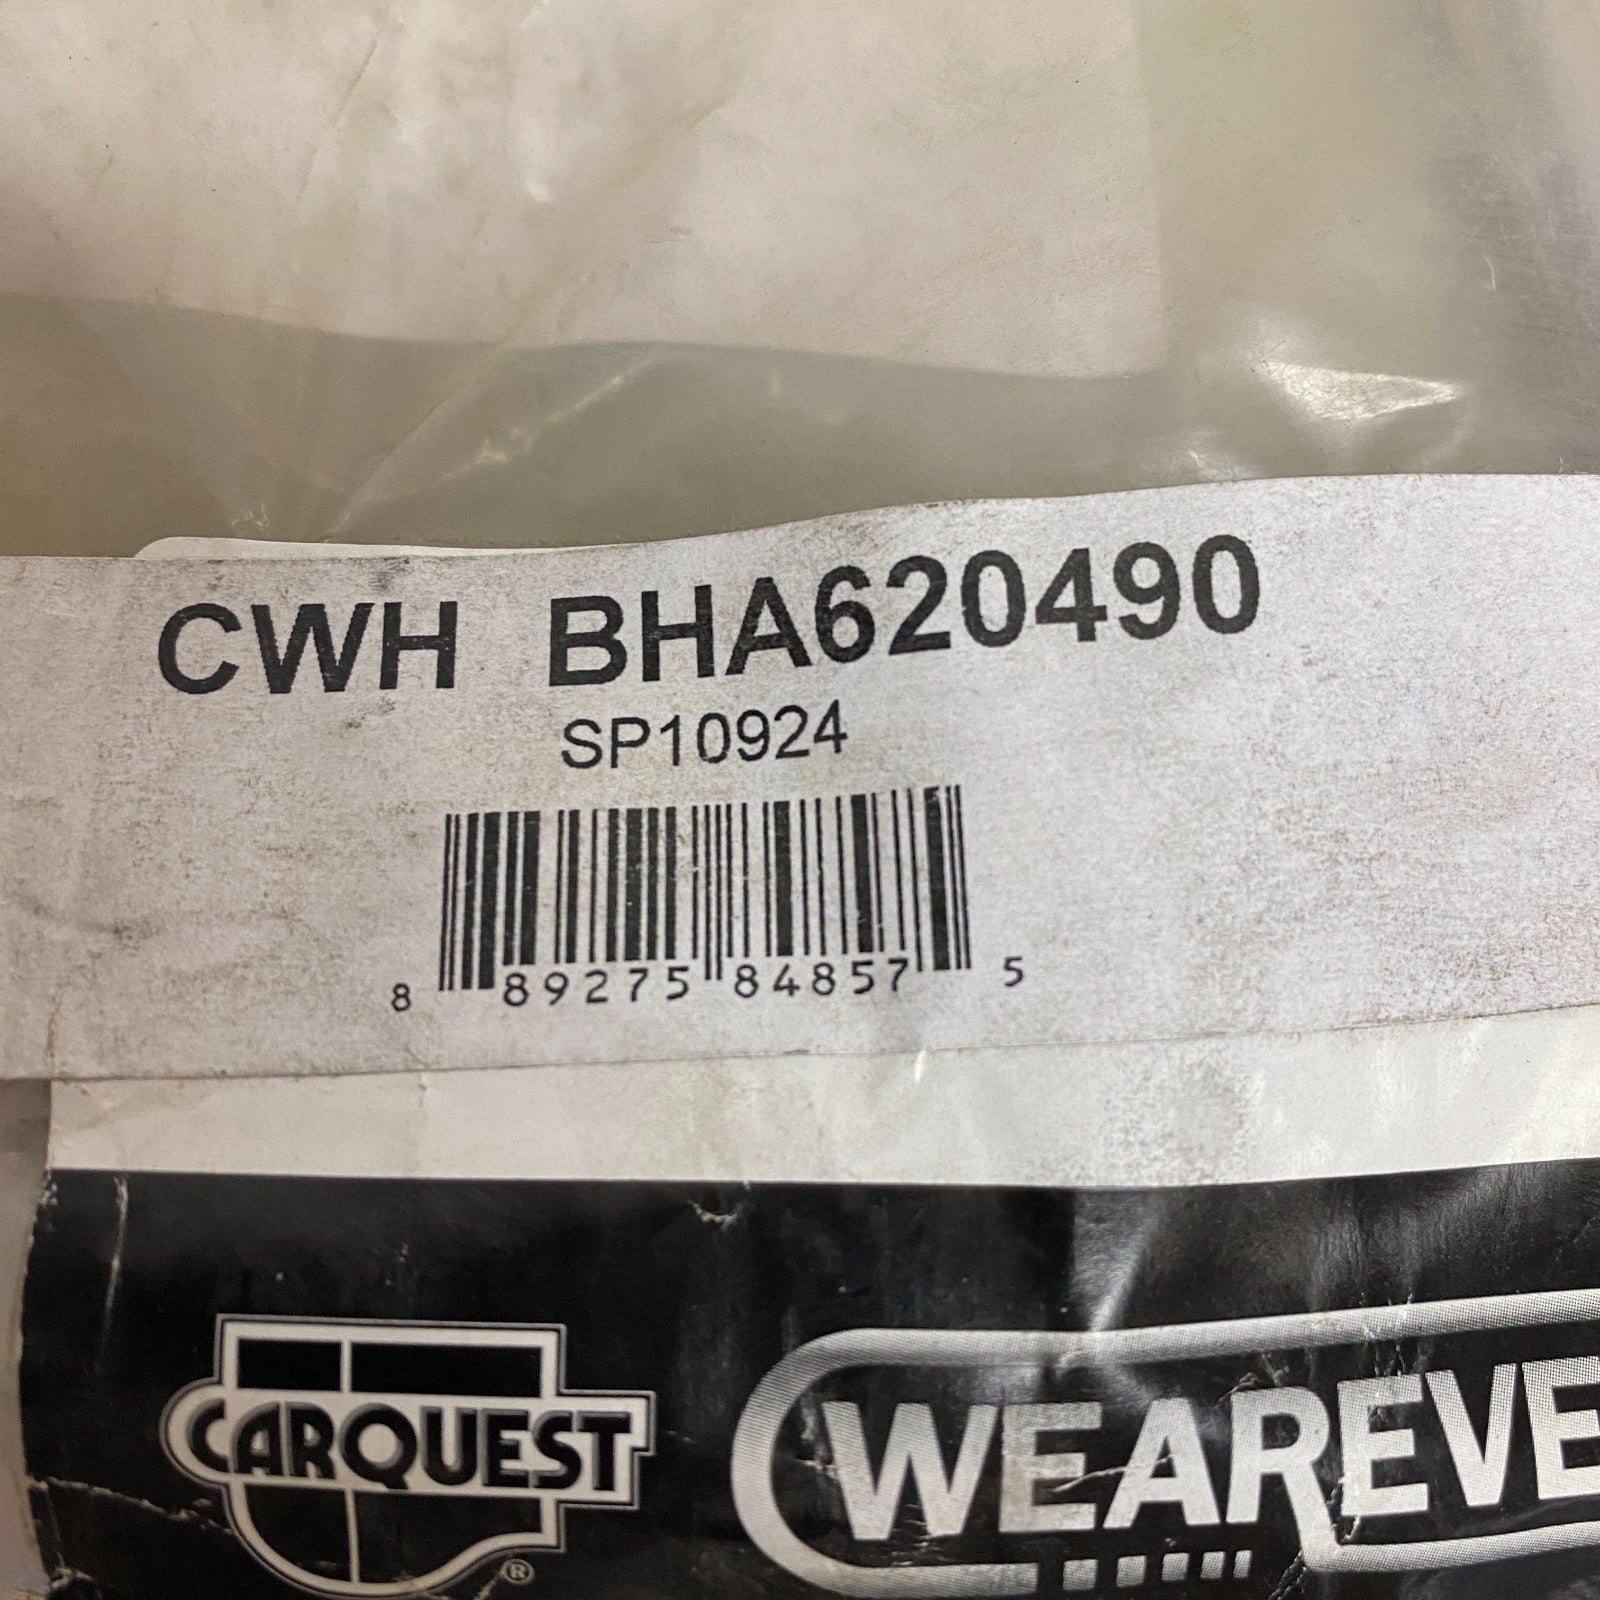 CWH BHA620490
SP10924
8 89275 84857 5
CARQUEST ®
WEAREVE